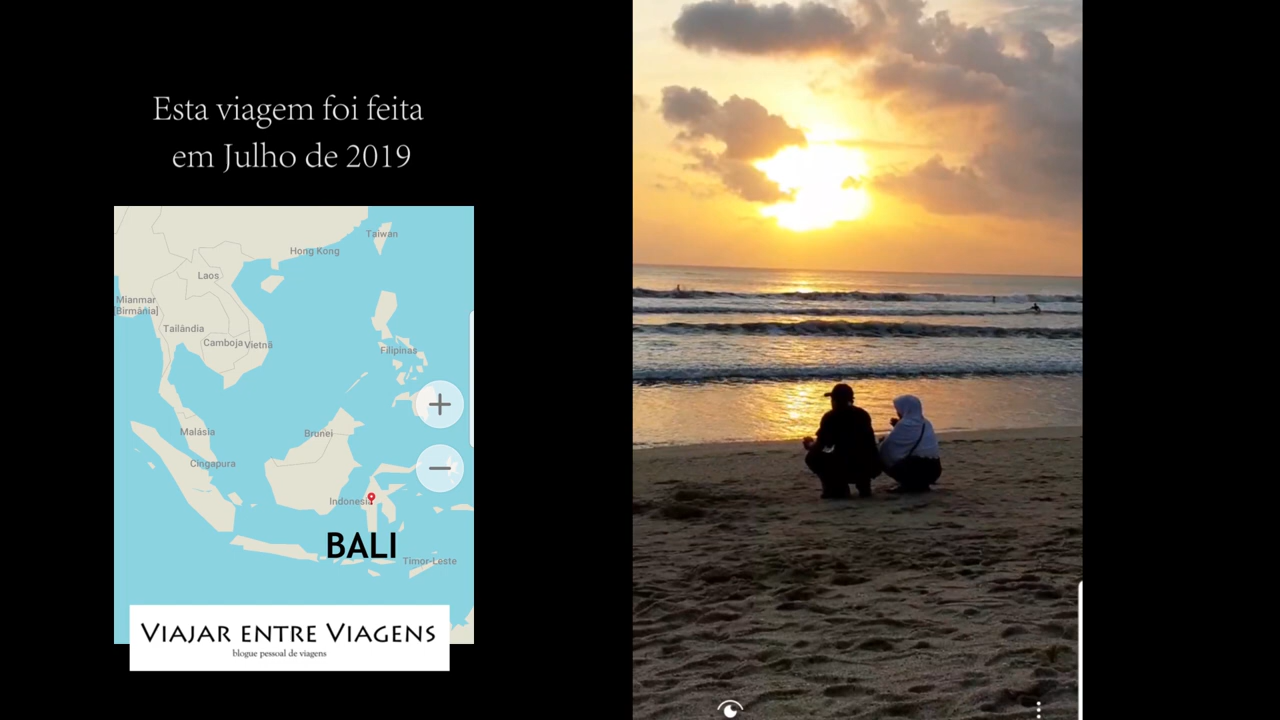 Esta viagem foi feita
em Julho de 2019
Taiwan
Hong Kong
Laos
Mianmar
[Birmânia]
Tailândia
Camboja
Vietnã
Filipinas
Malásia
Brunei
Cingapura
Indonesia
BALI
Timor-Leste
VIAJAR ENTRE VIAGENS
blogue pessoal de viagens